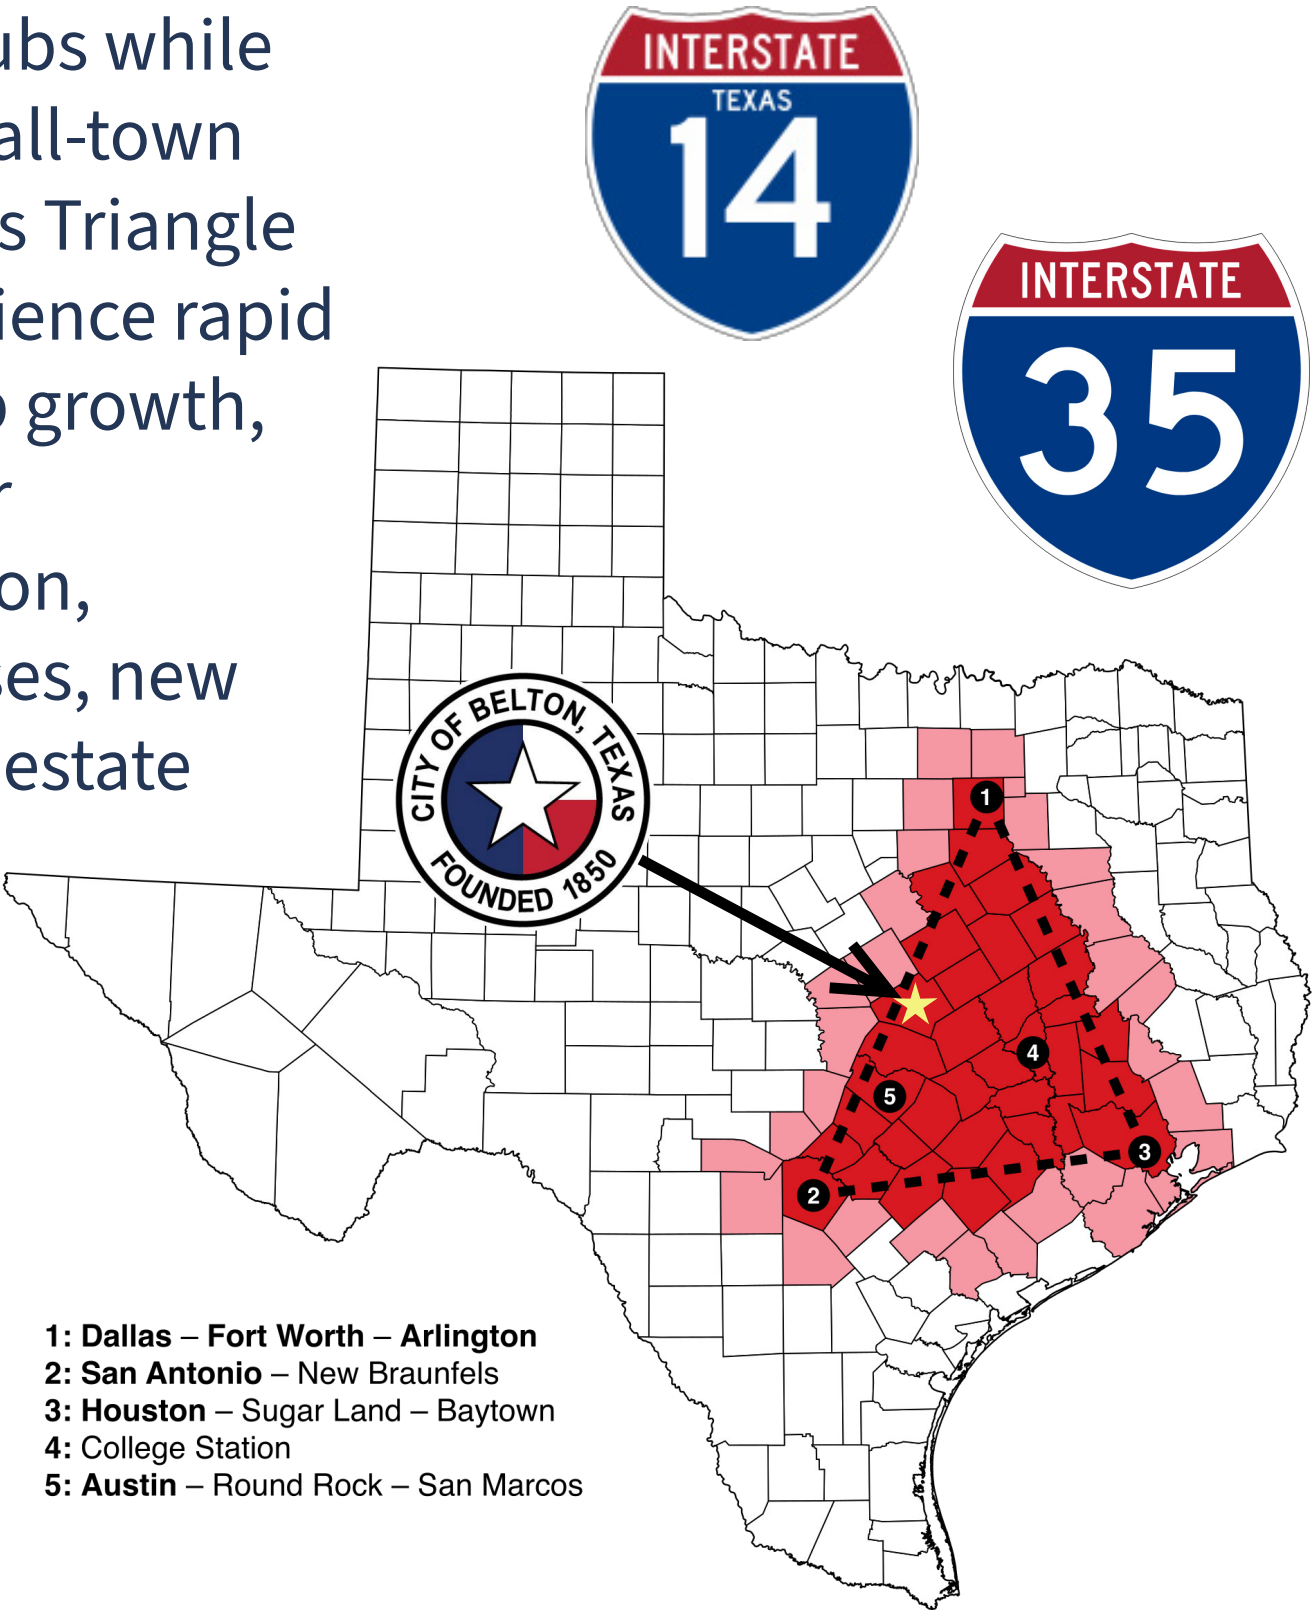 ubs while
all-town
s Triangle
ience rapid
growth,
r
on,
ses, new
estate
INTERSTATE
TEXAS
14
INTERSTATE
35
CITY OF BELTON, TEXAS
FOUNDED 1850
1
4
5
3
2
1: Dallas – Fort Worth – Arlington
2: San Antonio – New Braunfels
3: Houston – Sugar Land – Baytown
4: College Station
5: Austin – Round Rock – San Marcos